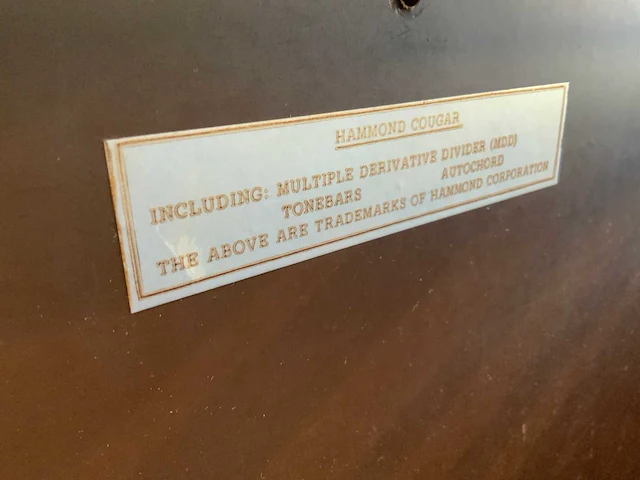 HAMMOND COUGAR
INCLUDING: MULTIPLE DERIVATIVE DIVIDER (MDD)
TONEBARS AUTOCHORD
THE ABOVE ARE TRADEMARKS OF HAMMOND CORPORATION